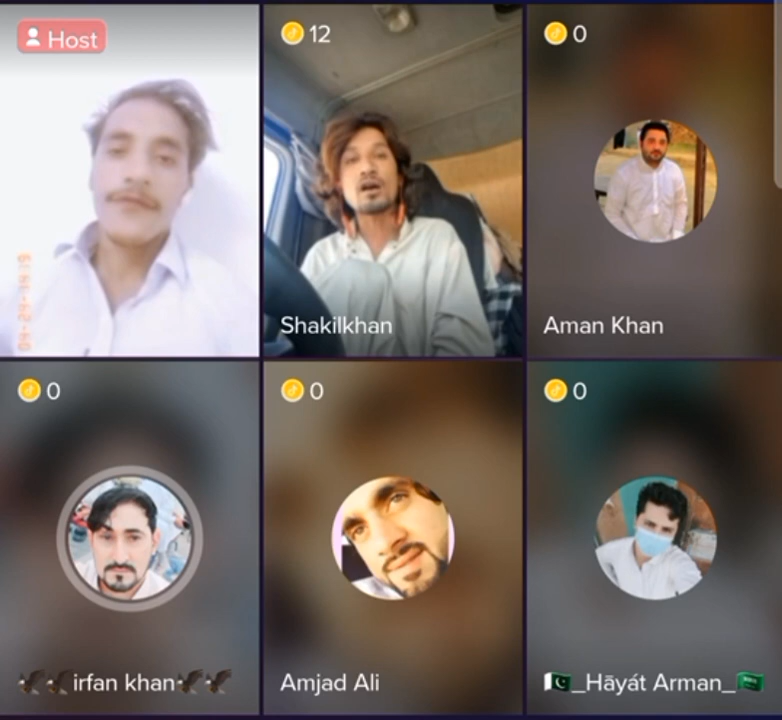 Host
12
0
Shakilkhan
Aman Khan
0
0
0
🦅🦅irfan khan🦅🦅
Amjad Ali
🇵🇰_Hāyát Arman_🇸🇦